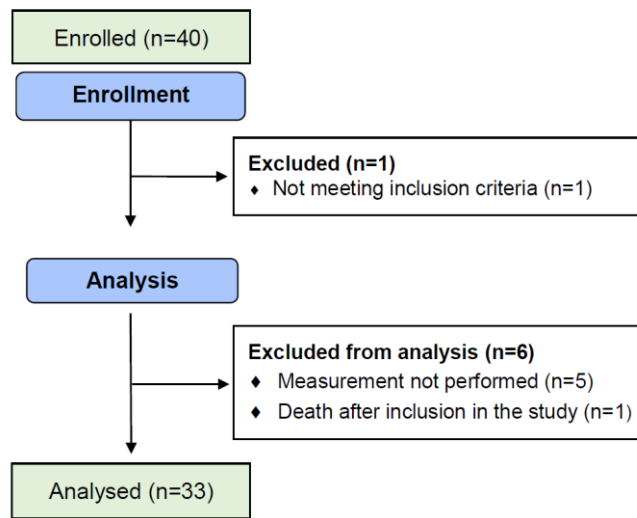 Enrolled (n=40)
Enrollment
Excluded (n=1)
♦ Not meeting inclusion criteria (n=1)
Analysis
Excluded from analysis (n=6)
♦ Measurement not performed (n=5)
♦ Death after inclusion in the study (n=1)
Analysed (n=33)